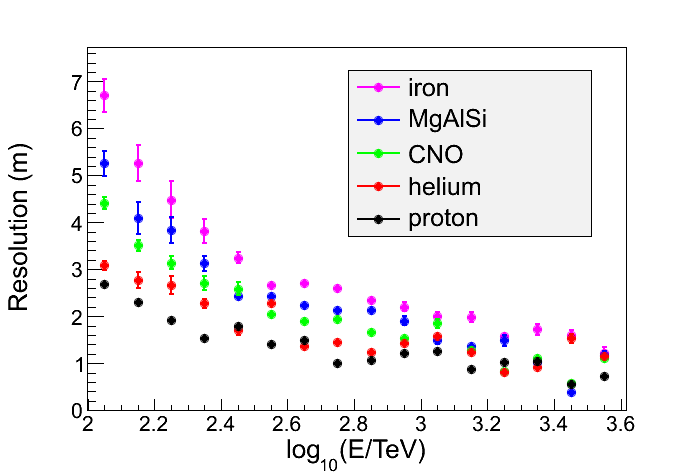 Resolution (m)
7
6
5
4
3
2
1
0
iron
MgAlSi
CNO
helium
proton
2 2.2 2.4 2.6 2.8 3 3.2 3.4 3.6
log10(E/TeV)